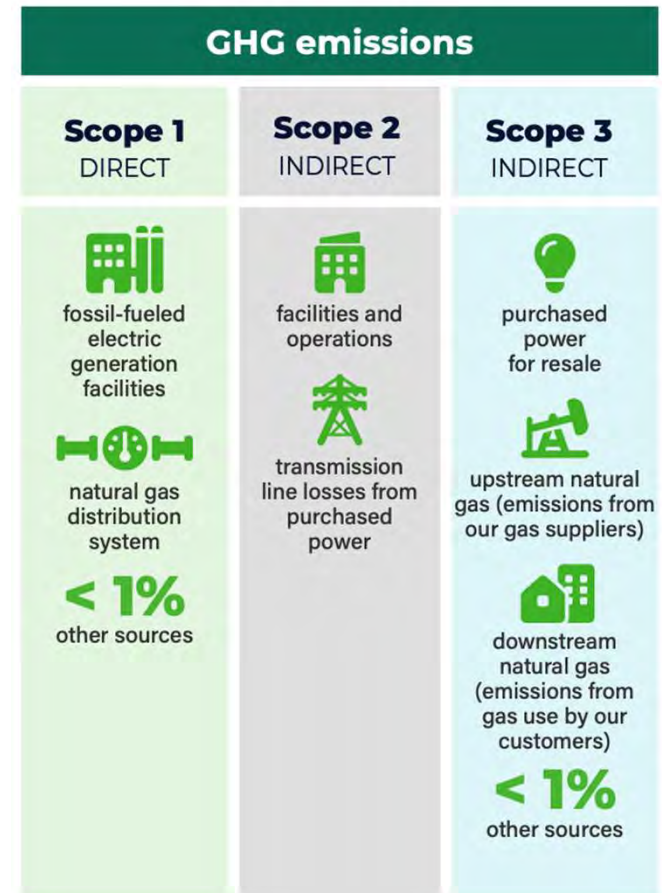 GHG emissions
Scope 1
DIRECT
fossil-fueled
electric
generation
facilities
natural gas
distribution
system
< 1%
other sources
Scope 2
INDIRECT
facilities and
operations
transmission
line losses from
purchased
power
Scope 3
INDIRECT
purchased
power
for resale
upstream natural
gas (emissions from
our gas suppliers)
downstream
natural gas
(emissions from
gas use by our
customers)
< 1%
other sources